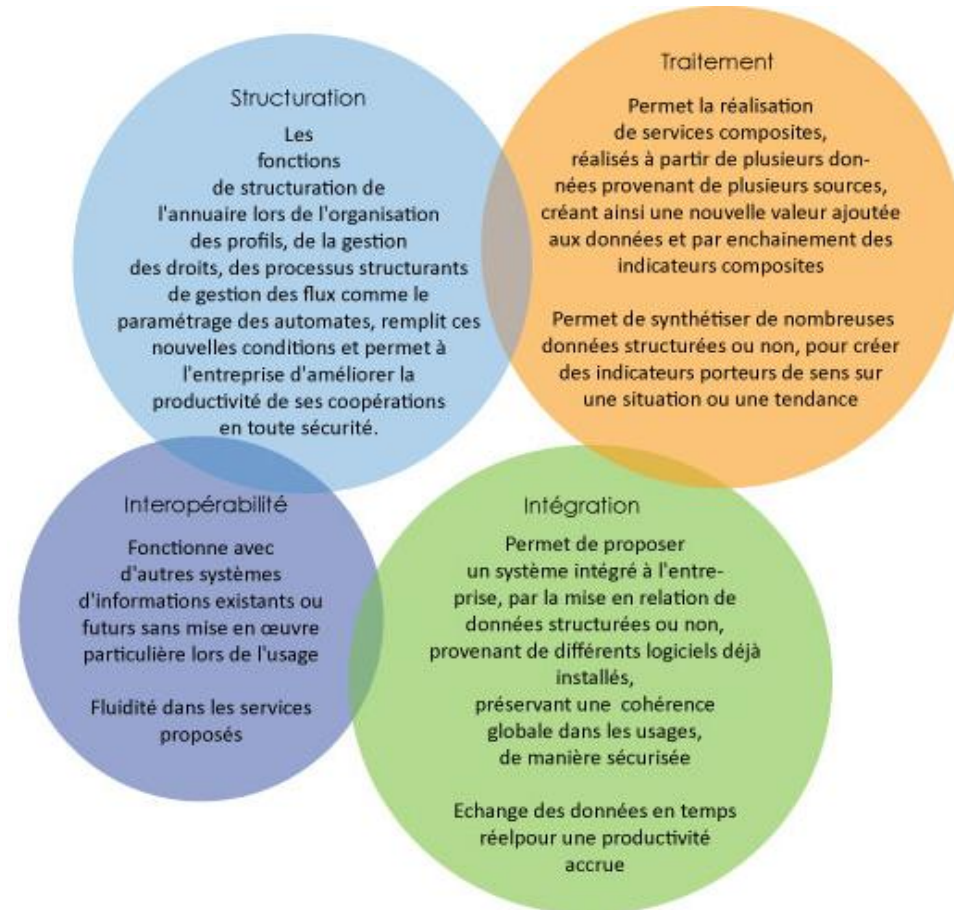 Structuration
Les
fonctions
de structuration de
l'annuaire lors de l'organisation
des profils, de la gestion
des droits, des processus structurants
de gestion des flux comme le
paramétrage des automates, remplit ces
nouvelles conditions et permet à
l'entreprise d'améliorer la
productivité de ses coopérations
en toute sécurité.
Traitement
Permet la réalisation
de services composites,
réalisés à partir de plusieurs don-
nées provenant de plusieurs sources,
créant ainsi une nouvelle valeur ajoutée
aux données et par enchainement des
indicateurs composites
Permet de synthétiser de nombreuses
données structurées ou non, pour créer
des indicateurs porteurs de sens sur
une situation ou une tendance
Interopérabilité
Fonctionne avec
d'autres systèmes
d'informations existants ou
futurs sans mise en œuvre
particulière lors de l'usage
Fluidité dans les services
proposés
Intégration
Permet de proposer
un système intégré à l'entre-
prise, par la mise en relation de
données structurées ou non,
provenant de différents logiciels déjà
installés,
préservant une cohérence
globale dans les usages,
de manière sécurisée
Echange des données en temps
réelpour une productivité
accrue